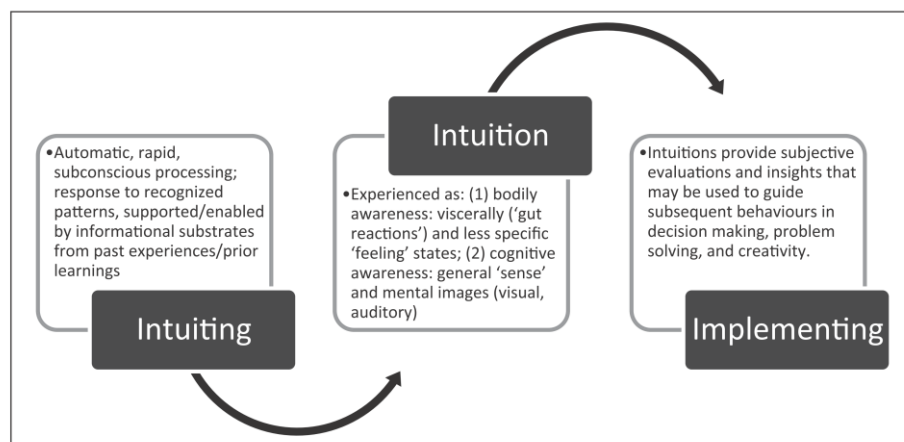 •Automatic, rapid,
subconscious processing;
response to recognized
patterns, supported/enabled
by informational substrates
from past experiences/prior
learnings
Intuiting
Intuition
•Experienced as: (1) bodily
awareness: viscerally (‘gut
reactions’) and less specific
‘feeling’ states; (2) cognitive
awareness: general ‘sense’
and mental images (visual,
auditory)
•Intuitions provide subjective
evaluations and insights that
may be used to guide
subsequent behaviours in
decision making, problem
solving, and creativity.
Implementing